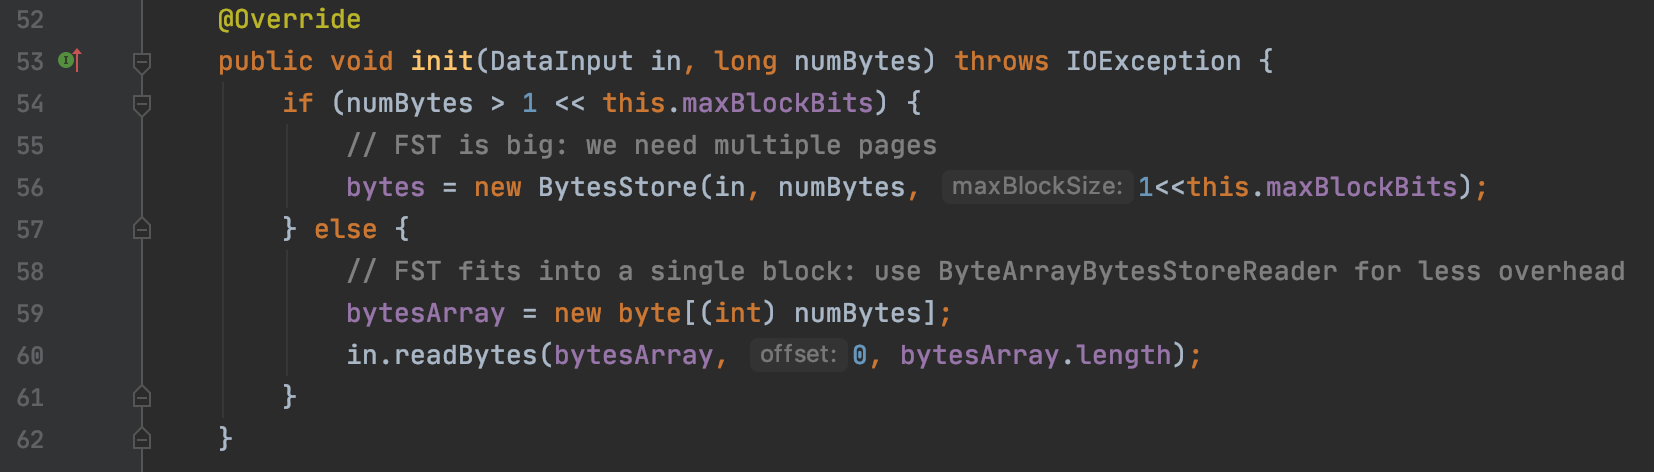 52 @Override
53 public void init(DataInput in, long numBytes) throws IOException {
54 if (numBytes > 1 << this.maxBlockBits) {
55 // FST is big: we need multiple pages
56 bytes = new BytesStore(in, numBytes, maxBlockSize: 1<<this.maxBlockBits);
57 } else {
58 // FST fits into a single block: use ByteArrayBytesStoreReader for less overhead
59 bytesArray = new byte[(int) numBytes];
60 in.readBytes(bytesArray, offset: 0, bytesArray.length);
61 }
62 }